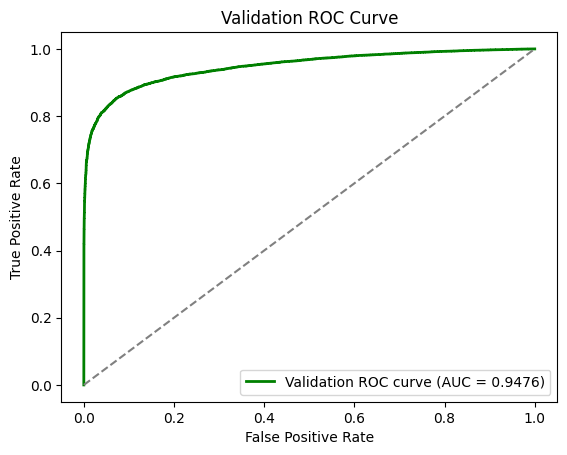 Validation ROC Curve
True Positive Rate
1.0
0.8
0.6
0.4
0.2
0.0
Validation ROC curve (AUC = 0.9476)
0.0 0.2 0.4 0.6 0.8 1.0
False Positive Rate